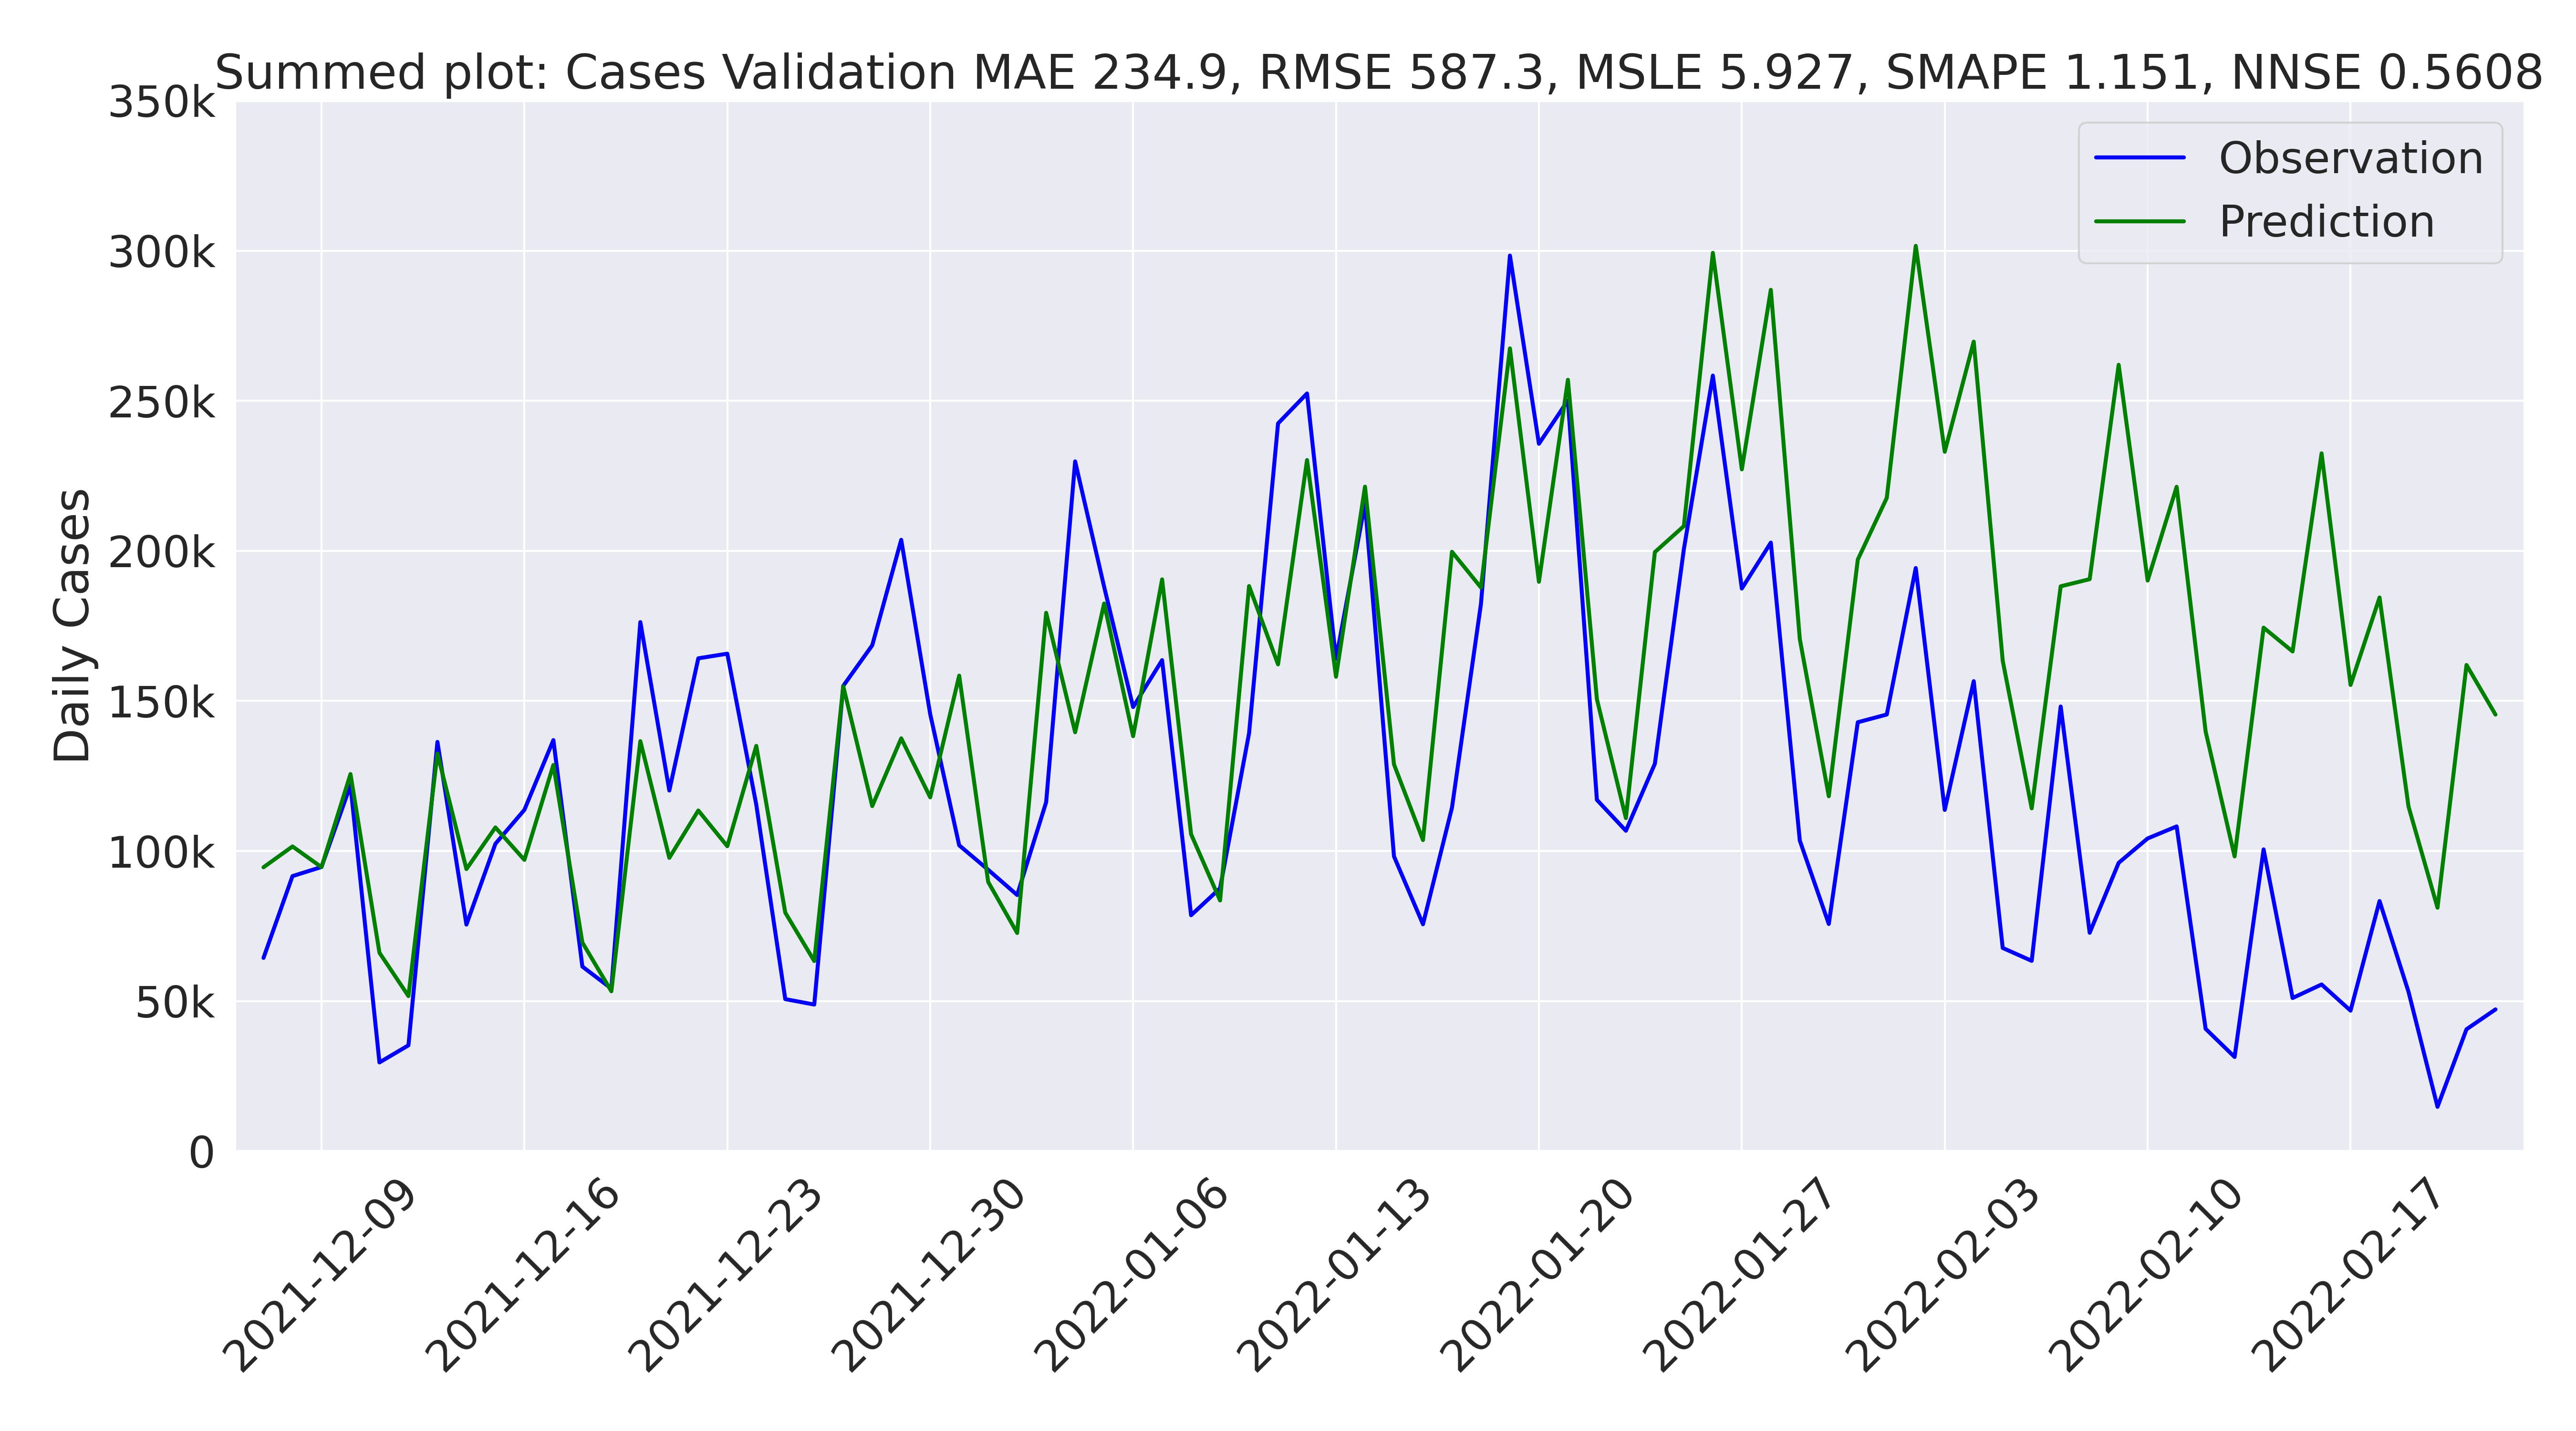 Summed plot: Cases Validation MAE 234.9, RMSE 587.3, MSLE 5.927, SMAPE 1.151, NNSE 0.5608
350k
300k
250k
200k
150k
100k
50k
0
Daily Cases
Observation
Prediction
2021-12-09
2021-12-16
2021-12-23
2021-12-30
2022-01-06
2022-01-13
2022-01-20
2022-01-27
2022-02-03
2022-02-10
2022-02-17